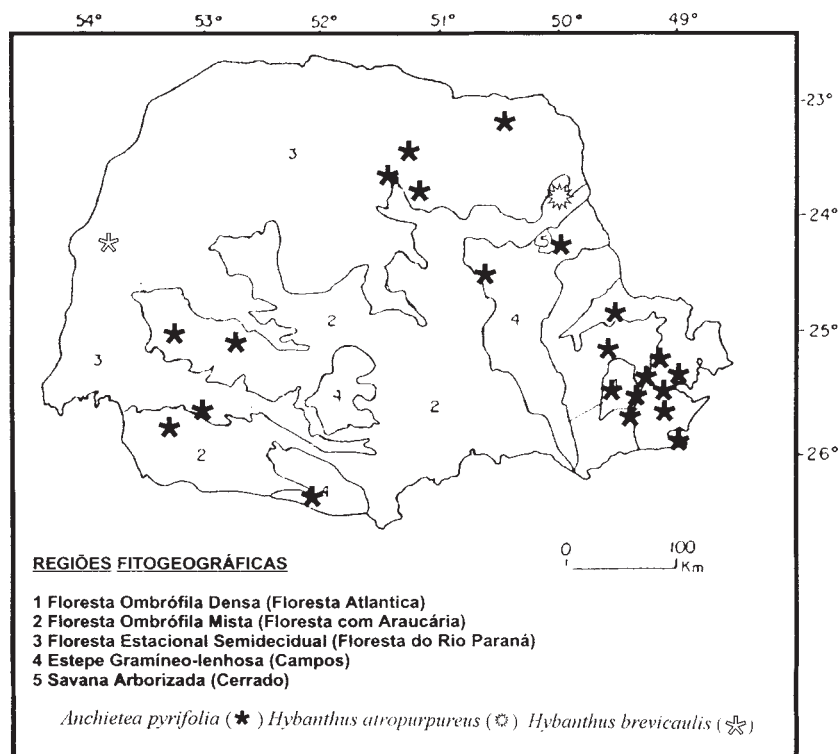 54° 53° 52° 51° 50° 49°
23°
3
24°
5
4
2
25°
3
4
2
26°
2
4
0 100
Km
REGIÕES FITOGEOGRÁFICAS
1 Floresta Ombrófila Densa (Floresta Atlantica)
2 Floresta Ombrófila Mista (Floresta com Araucária)
3 Floresta Estacional Semidecidual (Floresta do Rio Paraná)
4 Estepe Gramíneo-lenhosa (Campos)
5 Savana Arborizada (Cerrado)
Anchietea pyrifolia (★) Hybanthus atropurpureus (✹) Hybanthus brevicaulis (☆)